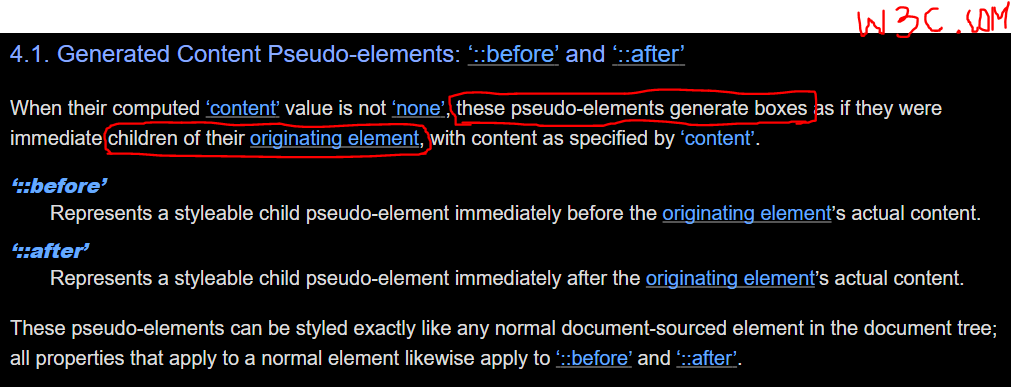 W3C.COM
4.1. Generated Content Pseudo-elements: ‘::before’ and ‘::after’
When their computed ‘content’ value is not ‘none’, these pseudo-elements generate boxes as if they were
immediate children of their originating element, with content as specified by ‘content’.
‘::before’
Represents a styleable child pseudo-element immediately before the originating element’s actual content.
‘::after’
Represents a styleable child pseudo-element immediately after the originating element’s actual content.
These pseudo-elements can be styled exactly like any normal document-sourced element in the document tree;
all properties that apply to a normal element likewise apply to ‘::before’ and ‘::after’.